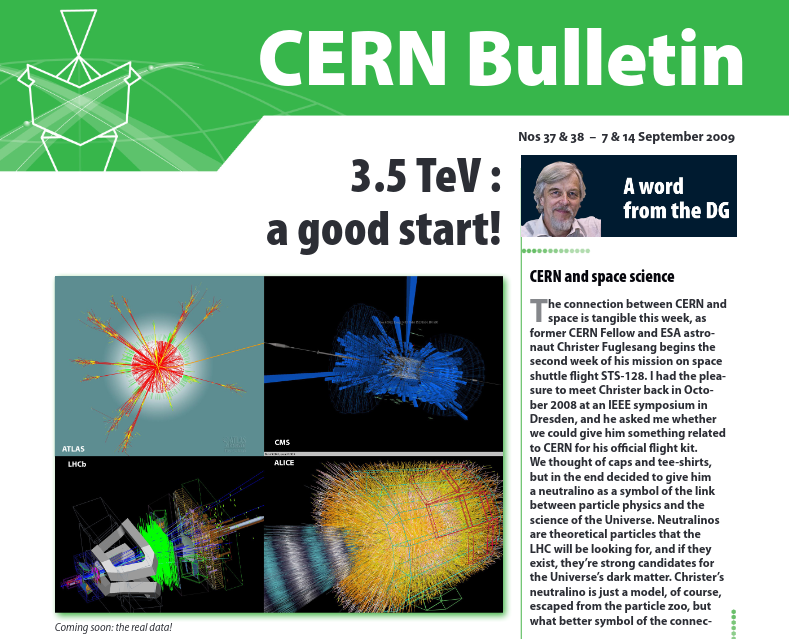 CERN Bulletin
Nos 37 & 38 – 7 & 14 September 2009
3.5 TeV :
a good start!
ATLAS
CMS
LHCb
ALICE
Coming soon: the real data!
A word
from the DG
CERN and space science
The connection between CERN and
space is tangible this week, as
former CERN Fellow and ESA astro-
naut Christer Fuglesang begins the
second week of his mission on space
shuttle flight STS-128. I had the plea-
sure to meet Christer back in Octo-
ber 2008 at an IEEE symposium in
Dresden, and he asked me whether
we could give him something related
to CERN for his official flight kit.
We thought of caps and tee-shirts,
but in the end decided to give him
a neutralino as a symbol of the link
between particle physics and the
science of the Universe. Neutralinos
are theoretical particles that the
LHC will be looking for, and if they
exist, they’re strong candidates for
the Universe’s dark matter. Christer’s
neutralino is just a model, of course,
escaped from the particle zoo, but
what better symbol of the connec-